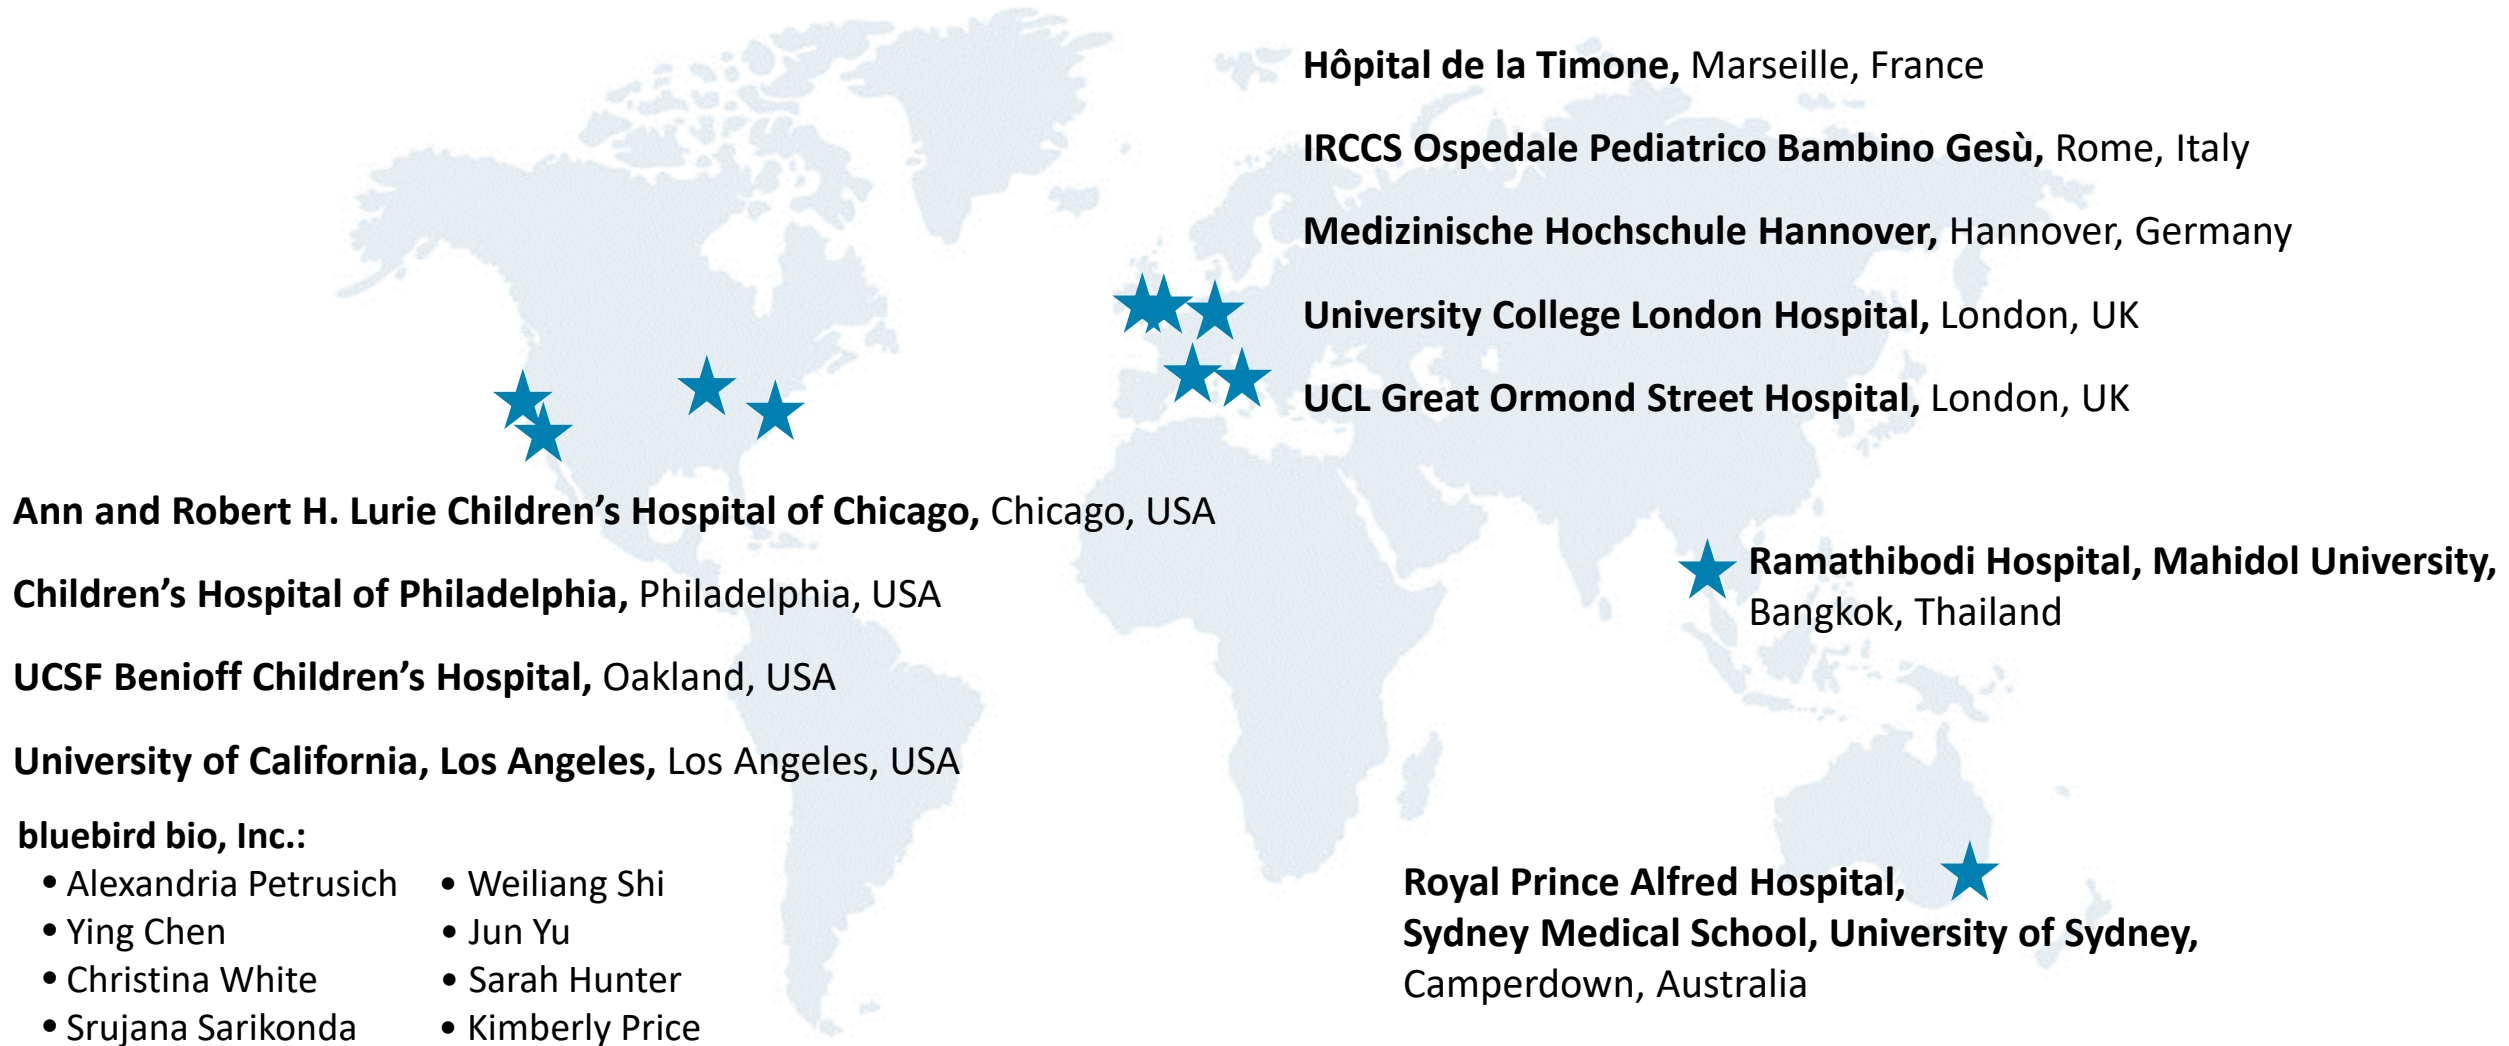 Hôpital de la Timone, Marseille, France
IRCCS Ospedale Pediatrico Bambino Gesù, Rome, Italy
Medizinische Hochschule Hannover, Hannover, Germany
University College London Hospital, London, UK
UCL Great Ormond Street Hospital, London, UK
Ann and Robert H. Lurie Children’s Hospital of Chicago, Chicago, USA
Children’s Hospital of Philadelphia, Philadelphia, USA
UCSF Benioff Children’s Hospital, Oakland, USA
University of California, Los Angeles, Los Angeles, USA
Ramathibodi Hospital, Mahidol University,
Bangkok, Thailand
Royal Prince Alfred Hospital,
Sydney Medical School, University of Sydney,
Camperdown, Australia
bluebird bio, Inc.:
• Alexandria Petrusich
• Ying Chen
• Christina White
• Srujana Sarikonda
• Weiliang Shi
• Jun Yu
• Sarah Hunter
• Kimberly Price